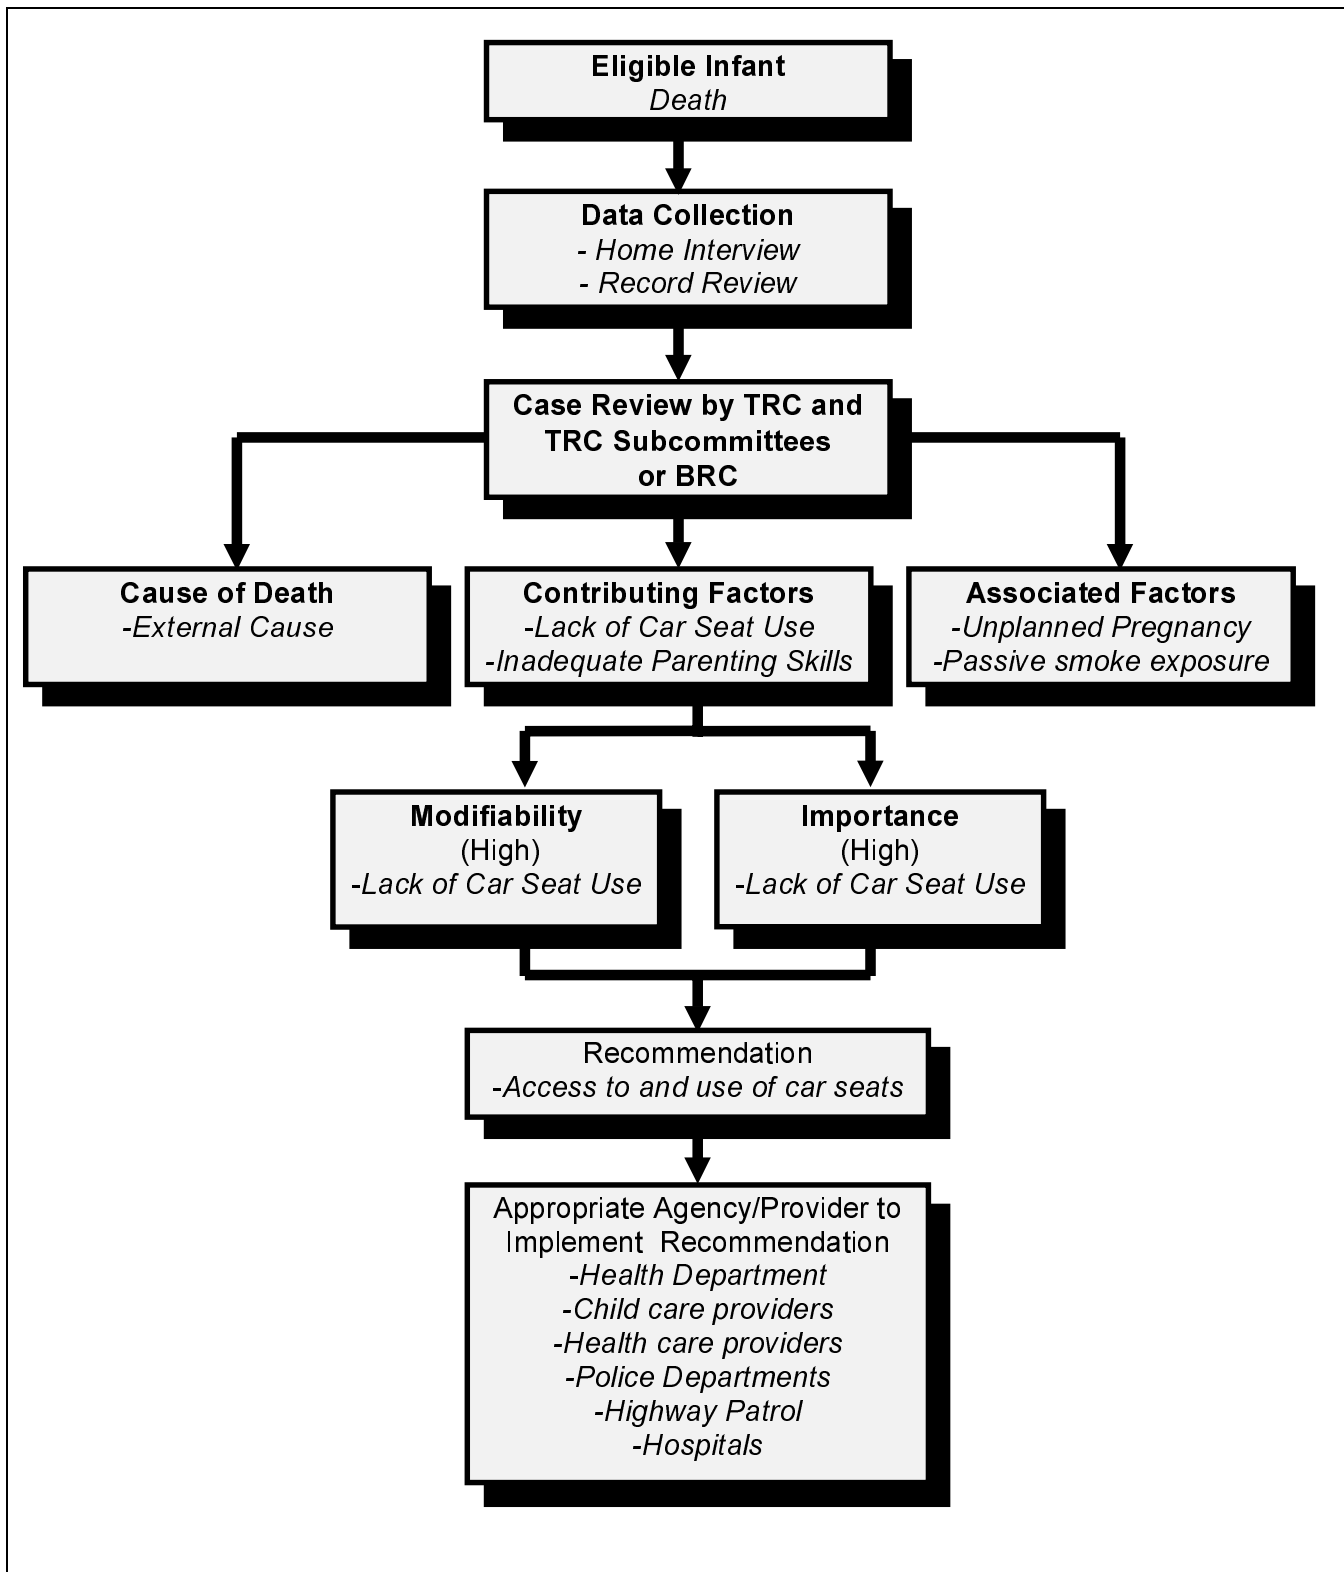 Eligible Infant
Death
Data Collection
- Home Interview
- Record Review
Case Review by TRC and
TRC Subcommittees
or BRC
Cause of Death
-External Cause
Contributing Factors
-Lack of Car Seat Use
-Inadequate Parenting Skills
Associated Factors
-Unplanned Pregnancy
-Passive smoke exposure
Modifiability
(High)
-Lack of Car Seat Use
Importance
(High)
-Lack of Car Seat Use
Recommendation
-Access to and use of car seats
Appropriate Agency/Provider to
Implement Recommendation
-Health Department
-Child care providers
-Health care providers
-Police Departments
-Highway Patrol
-Hospitals